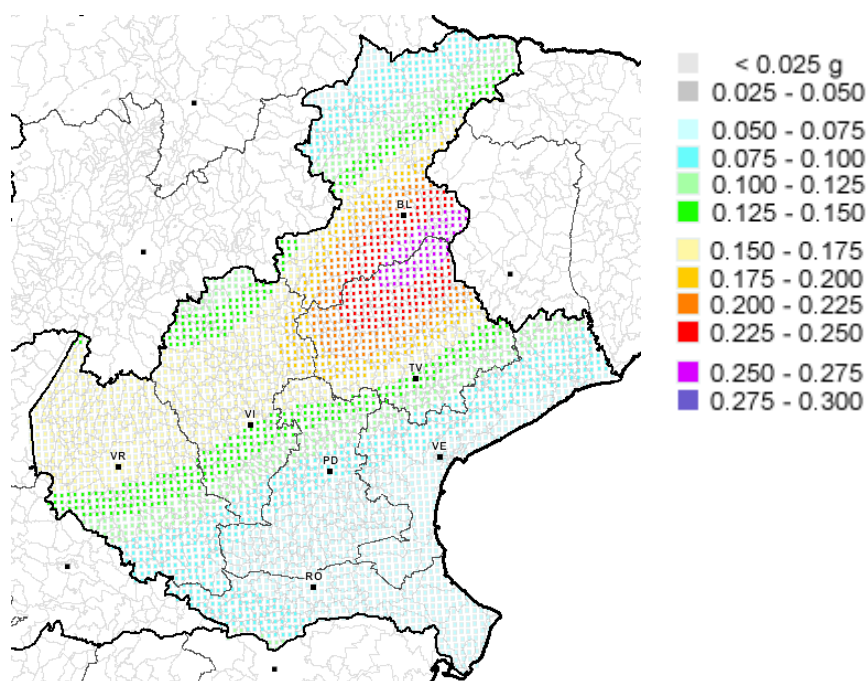 BL
TV
VI
VR
PD
VE
RO
< 0.025 g
0.025 - 0.050
0.050 - 0.075
0.075 - 0.100
0.100 - 0.125
0.125 - 0.150
0.150 - 0.175
0.175 - 0.200
0.200 - 0.225
0.225 - 0.250
0.250 - 0.275
0.275 - 0.300